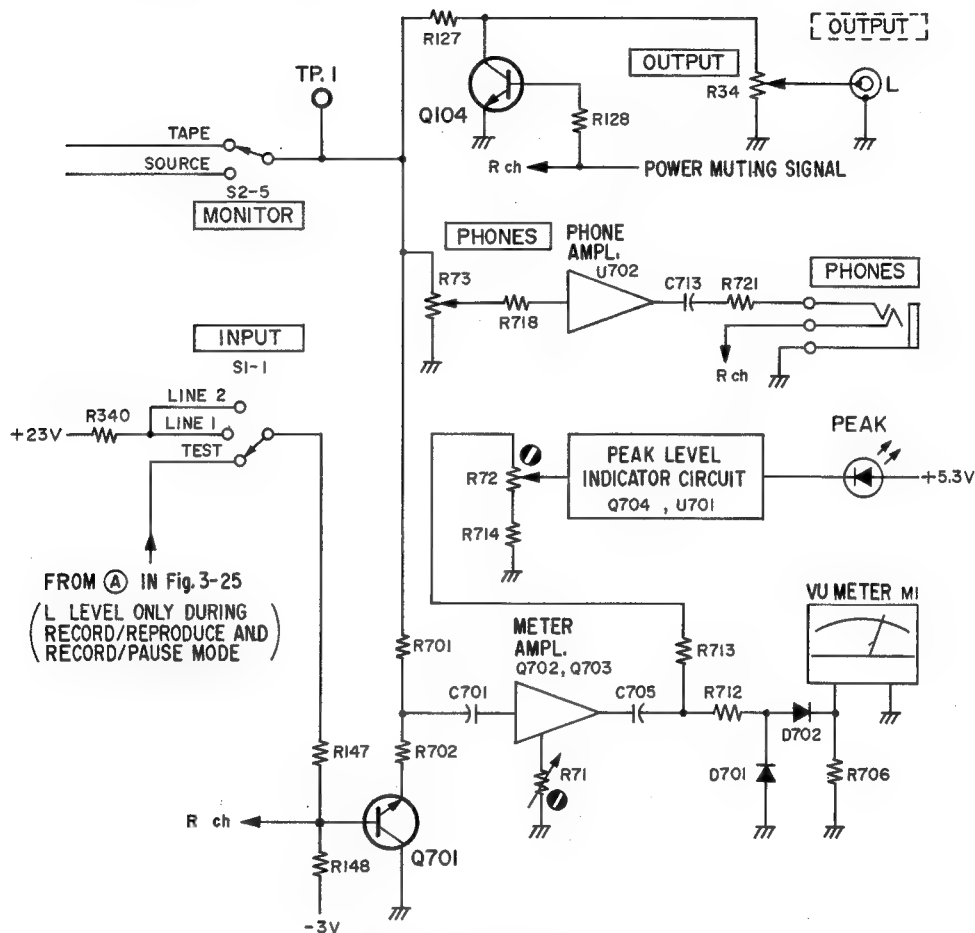 R127
OUTPUT
TP. 1
OUTPUT
R34
L
Q104
R128
TAPE
SOURCE
S2-5
MONITOR
R ch
POWER MUTING SIGNAL
PHONES
PHONE AMPL.
U702
R73
C713
R721
PHONES
R718
R ch
INPUT
S1-1
LINE 2
R340
+23V
LINE 1
TEST
PEAK
R72
PEAK LEVEL
INDICATOR CIRCUIT
Q704 , U701
+5.3V
R714
FROM Ⓐ IN Fig. 3-25
(L LEVEL ONLY DURING
RECORD/REPRODUCE AND
RECORD/PAUSE MODE)
VU METER M1
R701
METER
AMPL.
Q702, Q703
R713
C701
C705
R712
D702
R702
R147
R71
D701
R706
R ch
R148
Q701
-3V